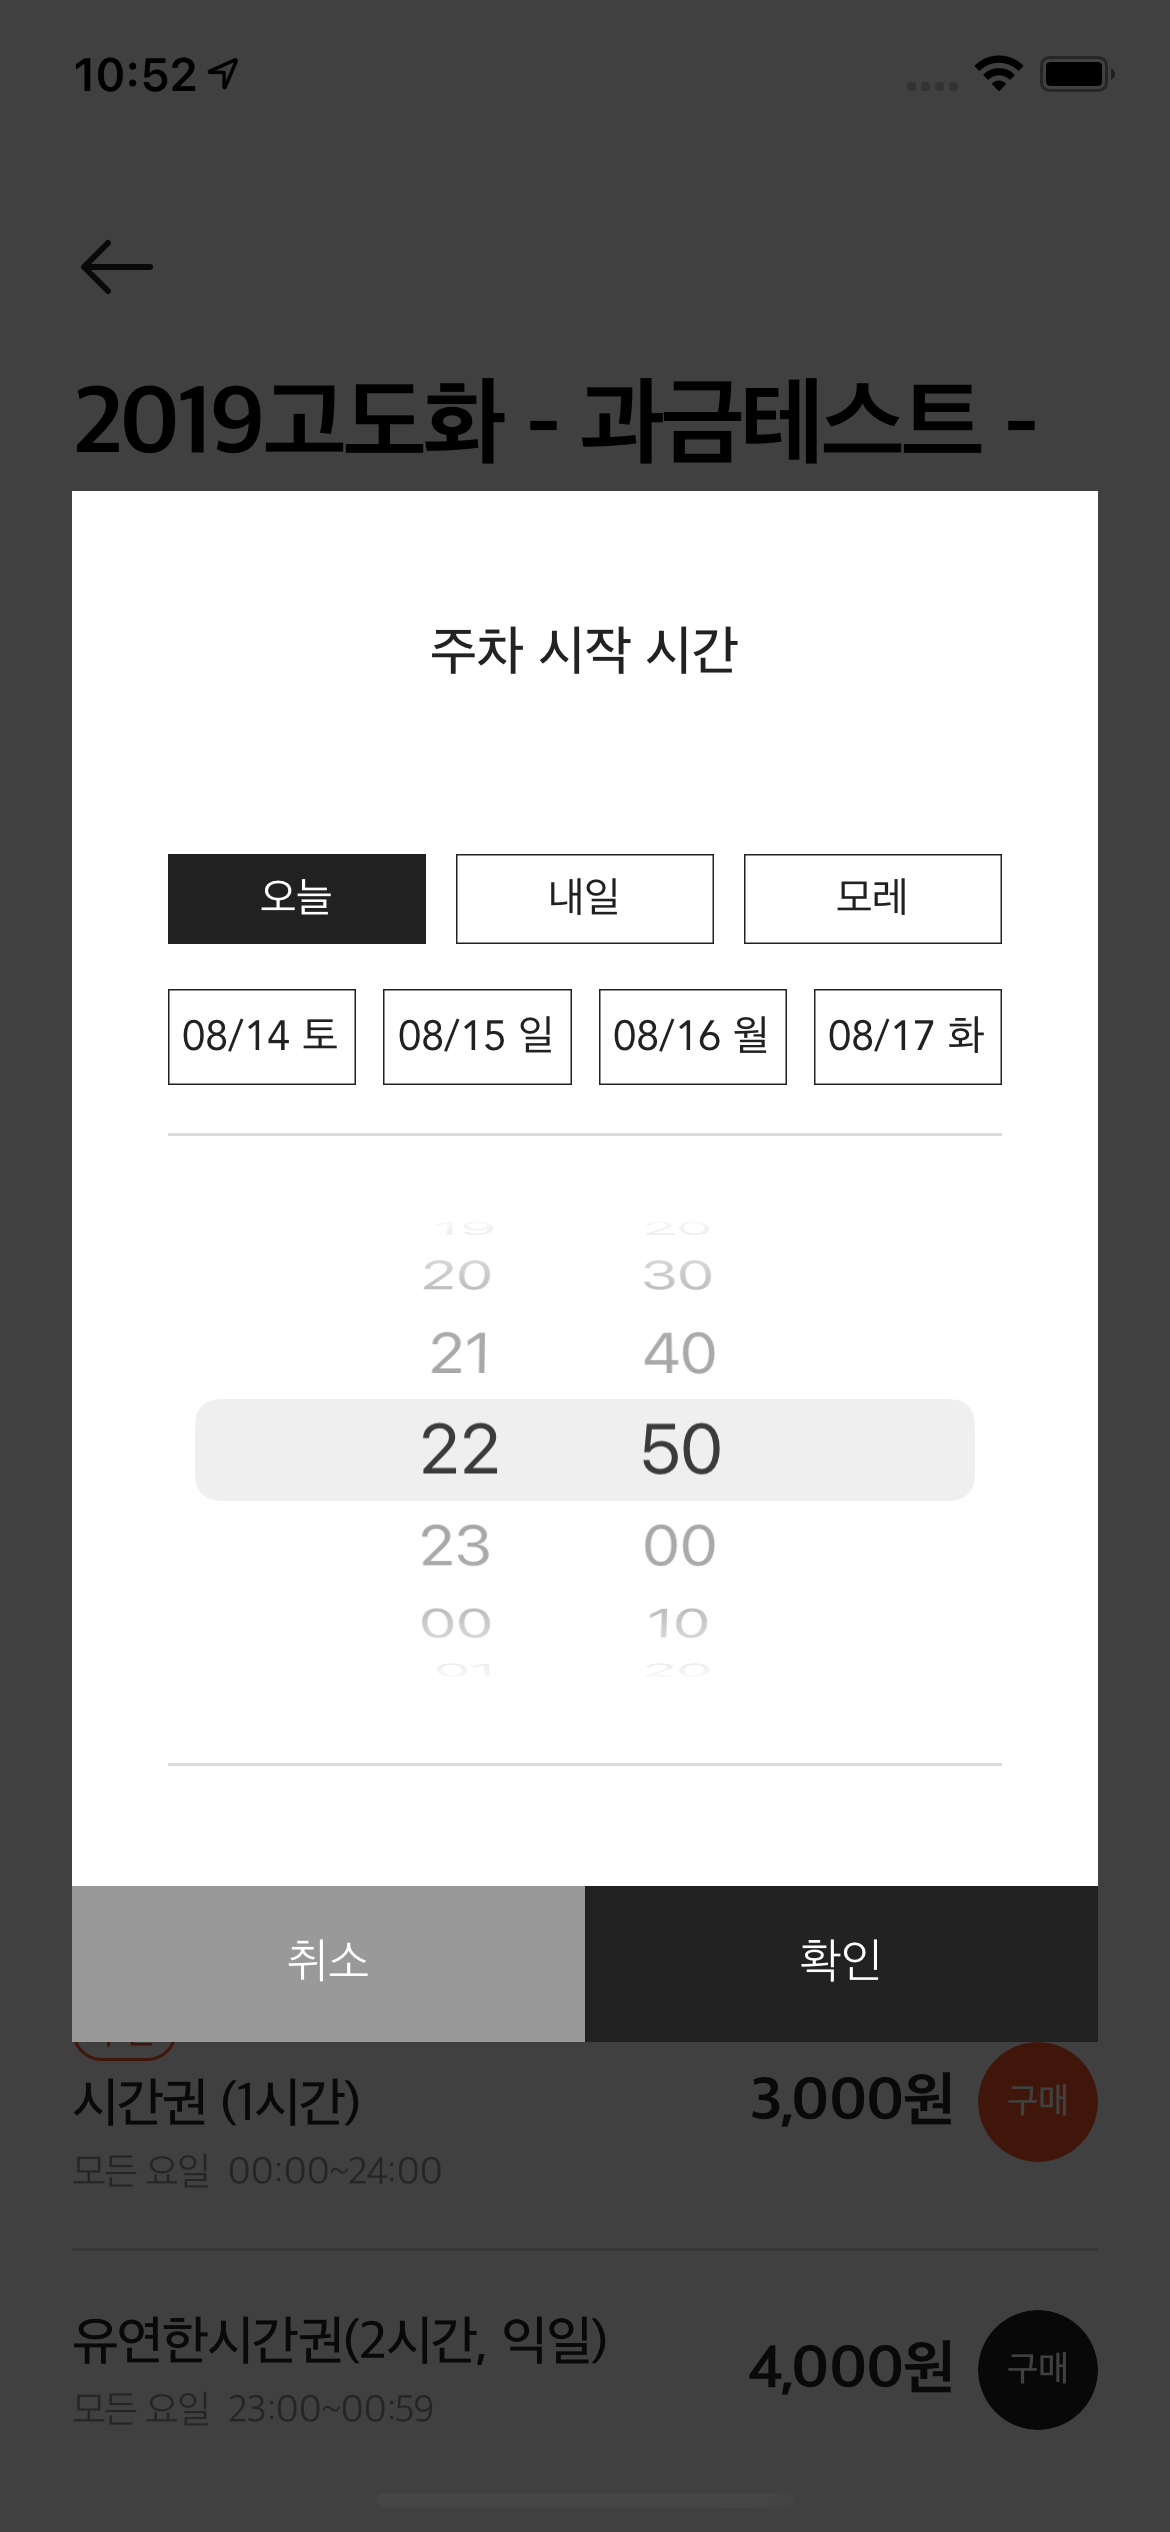 10:52
2019고도화 - 과금테스트 -
주차 시작 시간
오늘 내일 모레
08/14 토 08/15 일 08/16 월 08/17 화
19 20
20 30
21 40
22 50
23 00
00 10
01 20
취소 확인
시간권 (1시간) 3,000원 구매
모든 요일 00:00~24:00
유연한시간권(2시간, 익일) 4,000원 구매
모든 요일 23:00~00:59